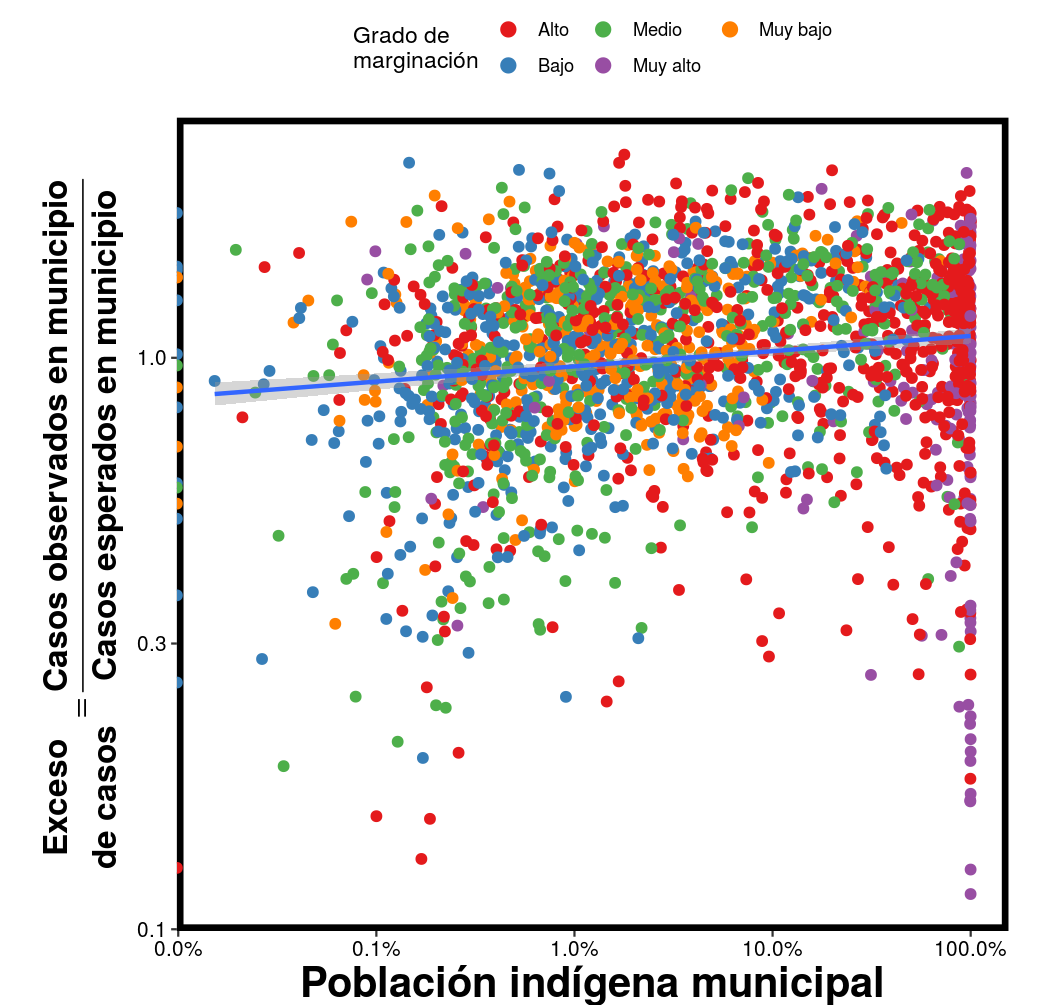 Grado de
marginación
Alto
Medio
Muy bajo
Bajo
Muy alto
Exceso
de casos
=
Casos observados en municipio
Casos esperados en municipio
1.0
0.3
0.1
0.0%
0.1%
1.0%
10.0%
100.0%
Población indígena municipal